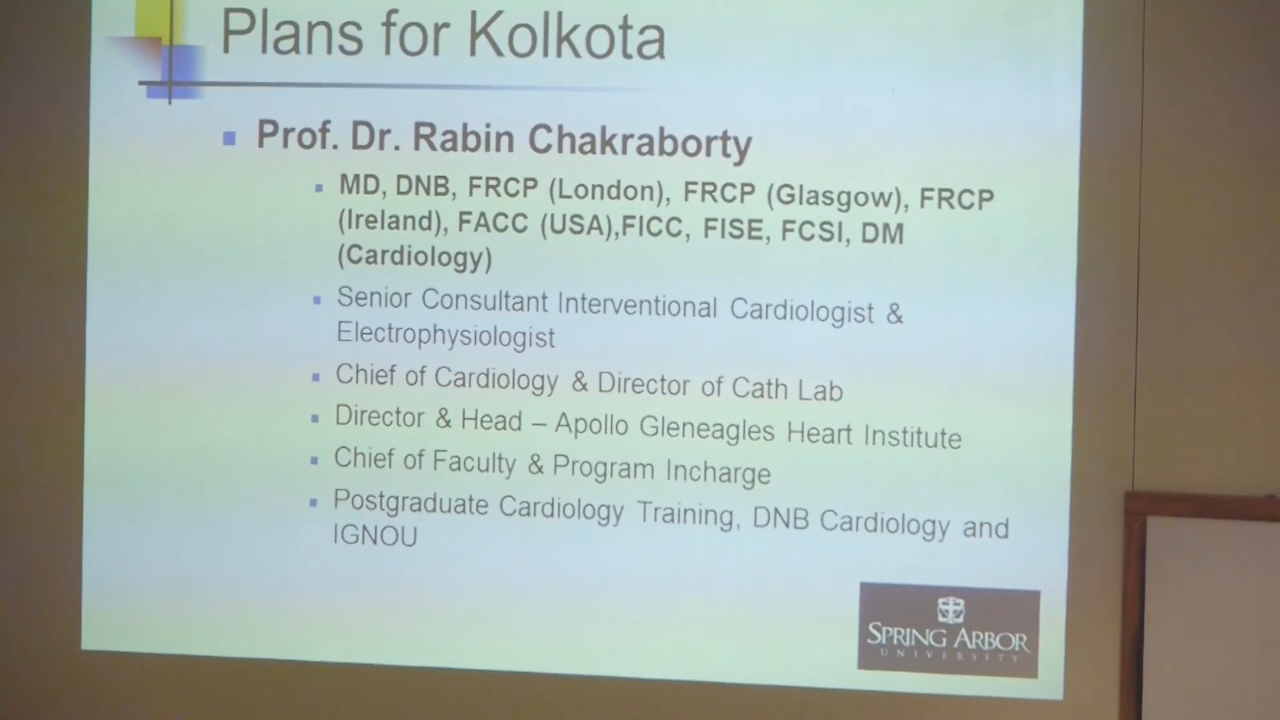 Plans for Kolkota
Prof. Dr. Rabin Chakraborty
MD, DNB, FRCP (London), FRCP (Glasgow), FRCP
(Ireland), FACC (USA),FICC, FISE, FCSI, DM
(Cardiology)
Senior Consultant Interventional Cardiologist &
Electrophysiologist
Chief of Cardiology & Director of Cath Lab
Director & Head – Apollo Gleneagles Heart Institute
Chief of Faculty & Program Incharge
Postgraduate Cardiology Training, DNB Cardiology and
IGNOU
SPRING ARBOR
UNIVERSITY